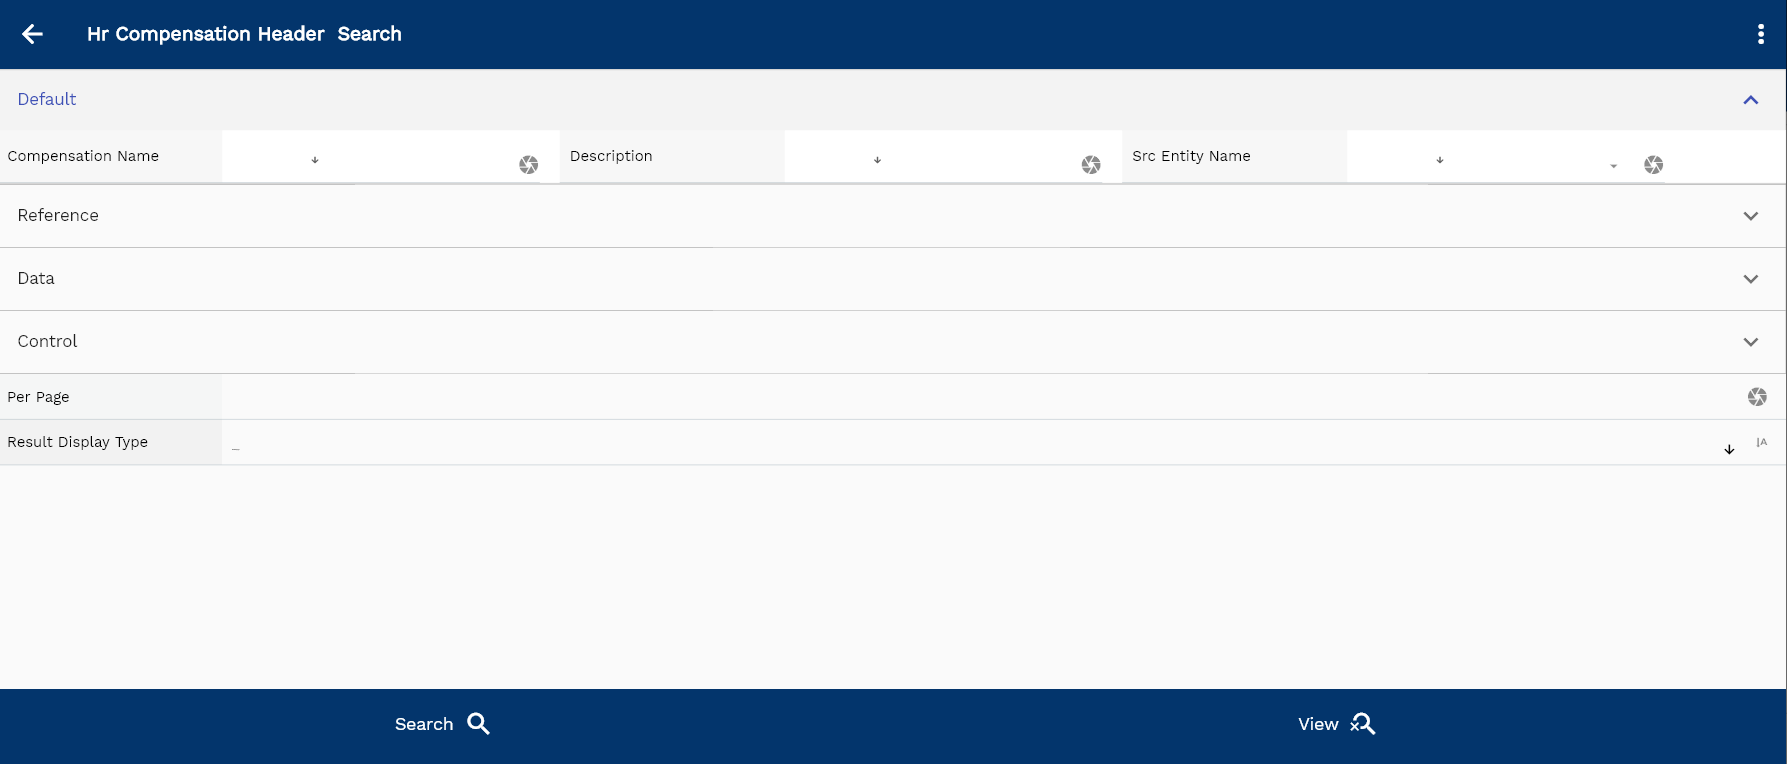 Hr Compensation Header Search
Default
Compensation Name Description Src Entity Name
Reference
Data
Control
Per Page
Result Display Type _
Search View